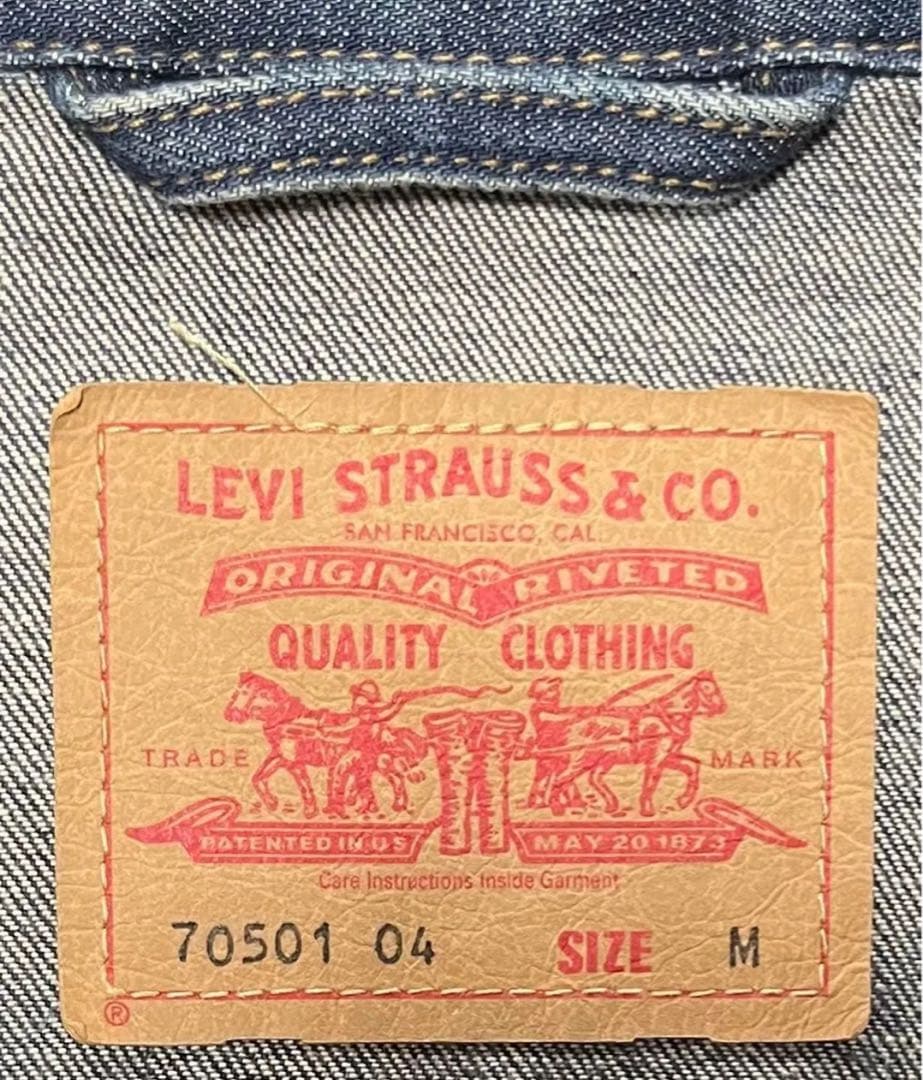 LEVI STRAUSS & CO.
SAN FRANCISCO, CAL.
ORIGINAL RIVETED
QUALITY CLOTHING
TRADE MARK
PATENTED IN U S MAY 20 1873
Care Instructions Inside Garment
70501 04 SIZE M
®